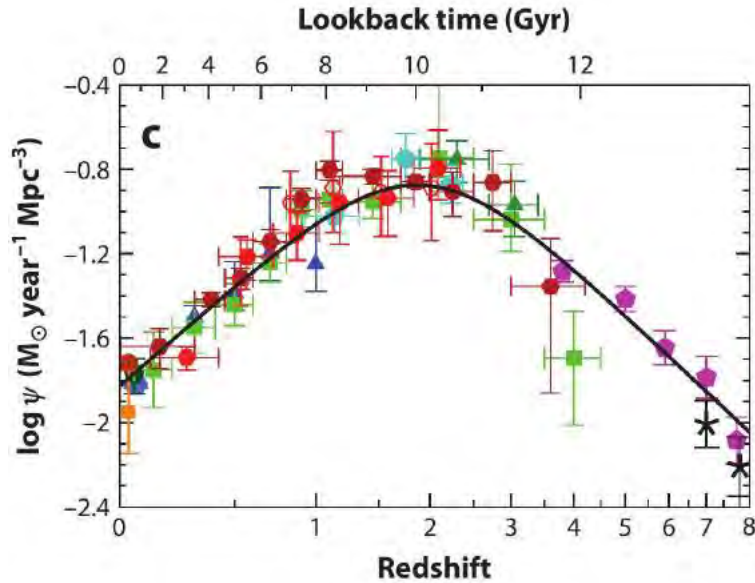 Lookback time (Gyr)
0 2 4 6 8 10 12
−0.4
c
−0.8
−1.2
−1.6
−2
−2.4
log ψ (M☉ year⁻¹ Mpc⁻³)
0 1 2 3 4 5 6 7 8
Redshift